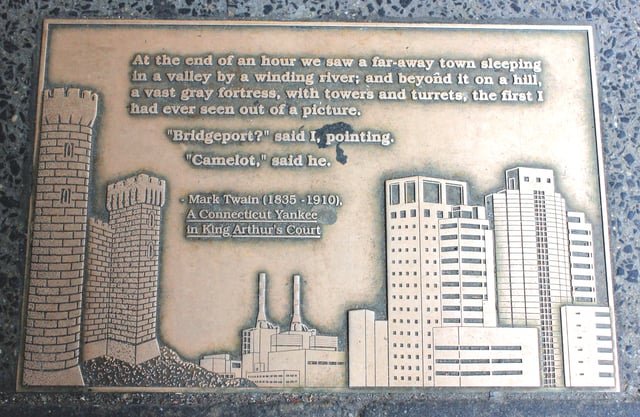 At the end of an hour we saw a far-away town sleeping
in a valley by a winding river; and beyond it on a hill,
a vast gray fortress, with towers and turrets, the first I
had ever seen out of a picture.
"Bridgeport?" said I, pointing.
"Camelot," said he.
- Mark Twain (1835 -1910),
A Connecticut Yankee
in King Arthur's Court